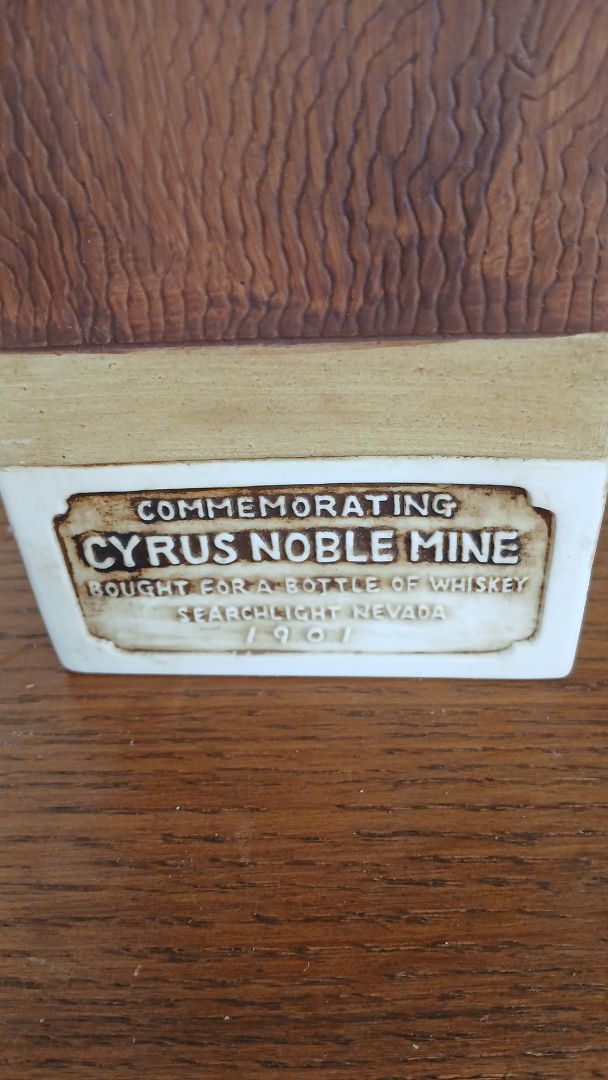 COMMEMORATING
CYRUS NOBLE MINE
BOUGHT FOR A BOTTLE OF WHISKEY
SEARCHLIGHT NEVADA
1901